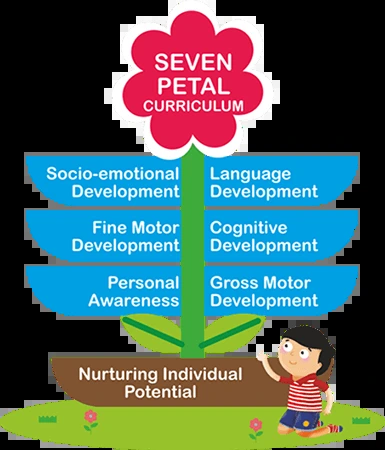 SEVEN
PETAL
CURRICULUM
Socio-emotional
Development
Language
Development
Fine Motor
Development
Cognitive
Development
Personal
Awareness
Gross Motor
Development
Nurturing Individual
Potential